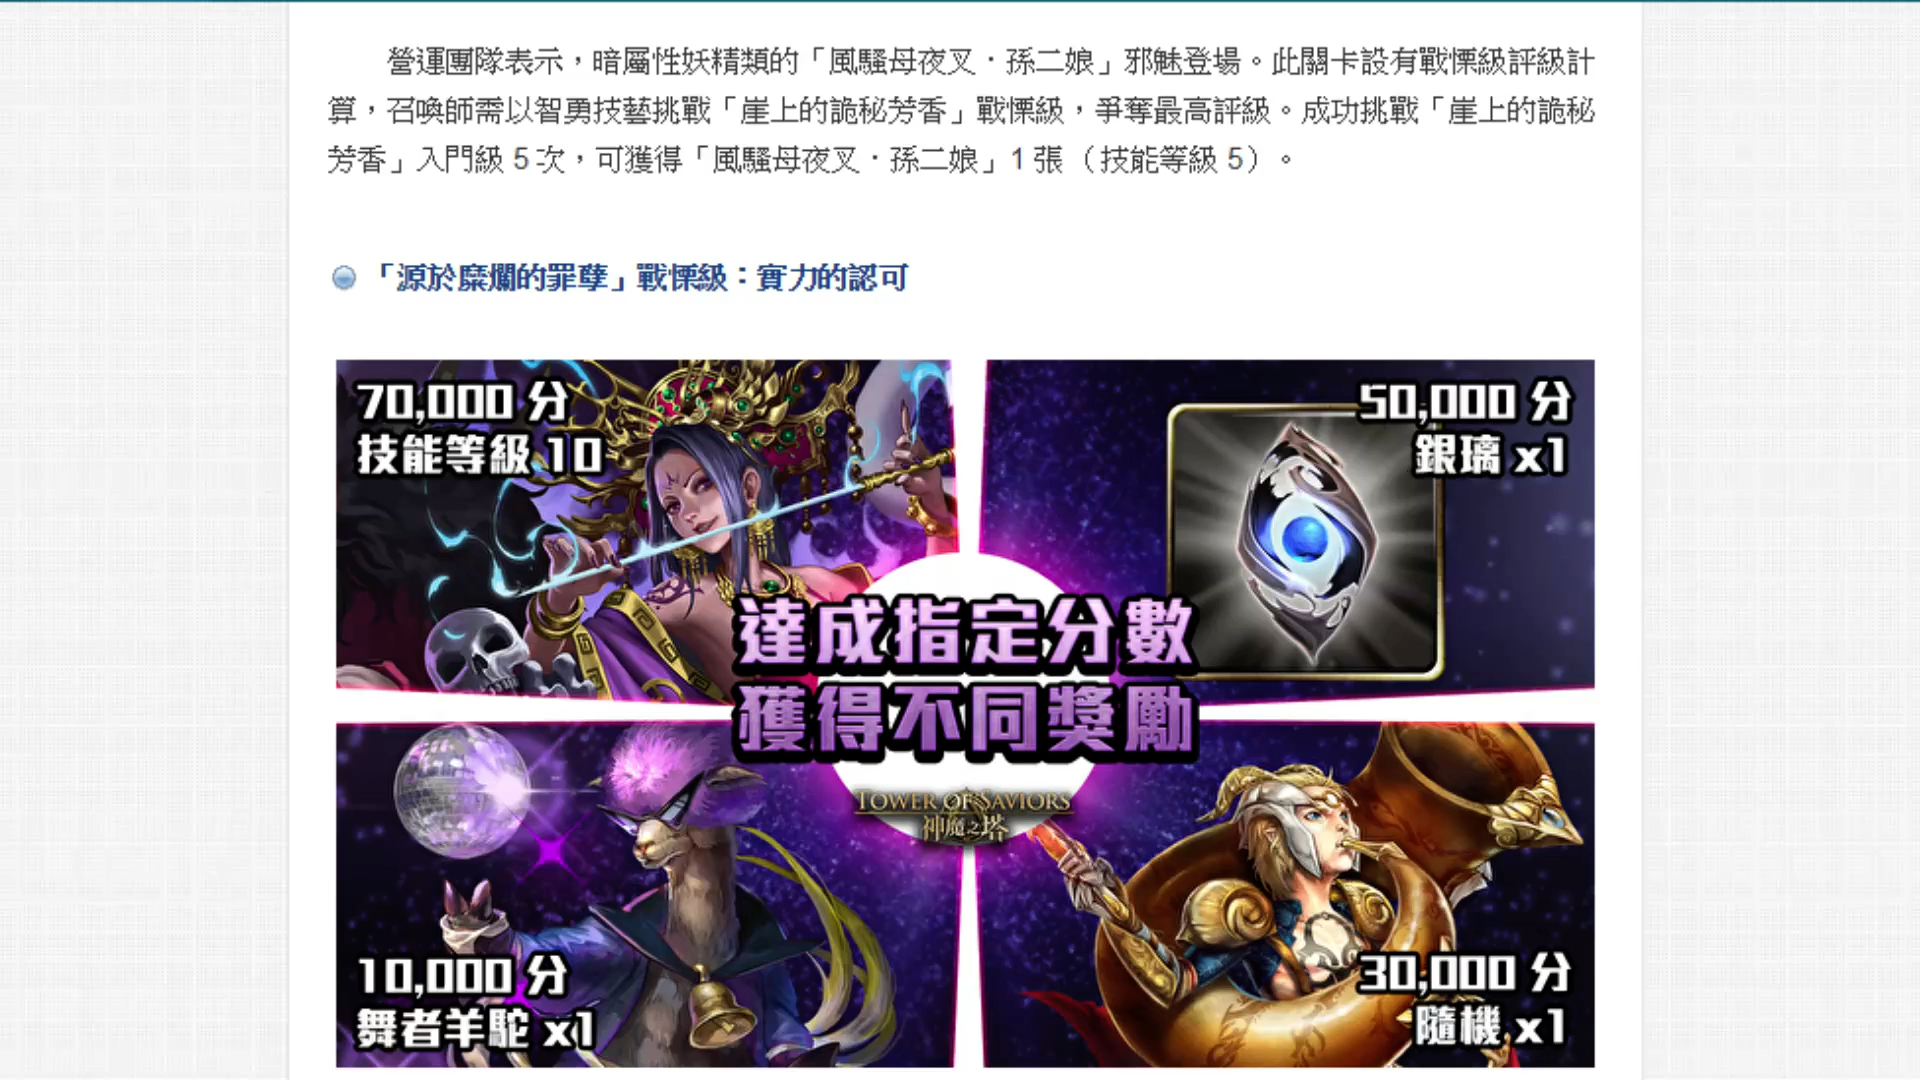 營運團隊表示，暗屬性妖精類的「風騷母夜叉．孫二娘」邪魅登場。此關卡設有戰慄級評級計
算，召喚師需以智勇技藝挑戰「崖上的詭秘芳香」戰慄級，爭奪最高評級。成功挑戰「崖上的詭秘
芳香」入門級 5 次，可獲得「風騷母夜叉．孫二娘」1 張 （技能等級 5）。
「源於糜爛的罪孽」戰慄級：實力的認可
70,000 分
技能等級 10
50,000 分
銀璃 x1
達成指定分數
獲得不同獎勵
TOWER OF SAVIORS
神魔之塔
10,000 分
舞者羊駝 x1
30,000 分
隨機 x1